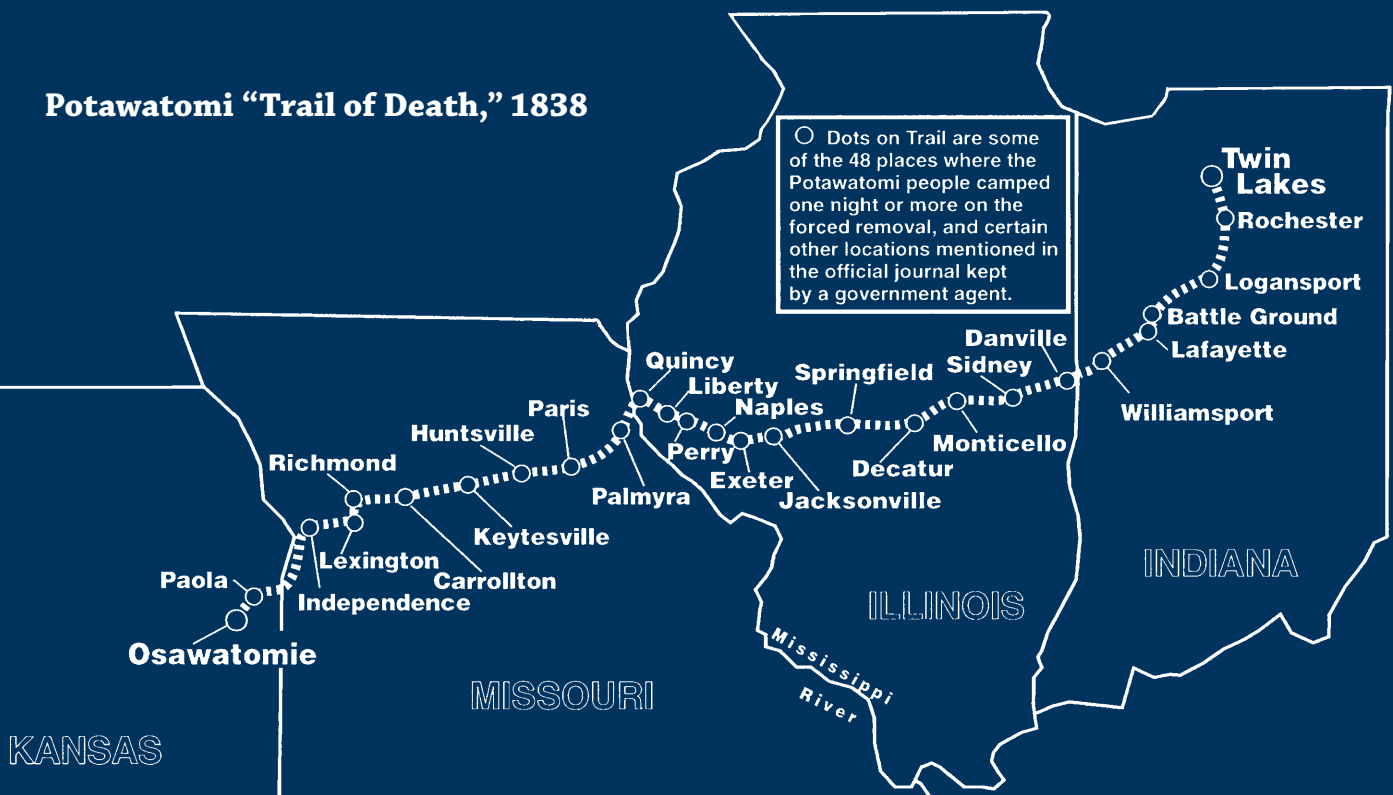 Potawatomi “Trail of Death,” 1838
Dots on Trail are some
of the 48 places where the
Potawatomi people camped
one night or more on the
forced removal, and certain
other locations mentioned in
the official journal kept
by a government agent.
Twin
Lakes
Rochester
Logansport
Battle Ground
Lafayette
Williamsport
Danville
Sidney
Monticello
Decatur
Springfield
Jacksonville
Exeter
Naples
Perry
Liberty
Quincy
Palmyra
Paris
Huntsville
Keytesville
Carrollton
Richmond
Lexington
Independence
Paola
Osawatomie
INDIANA
ILLINOIS
Mississippi
River
MISSOURI
KANSAS